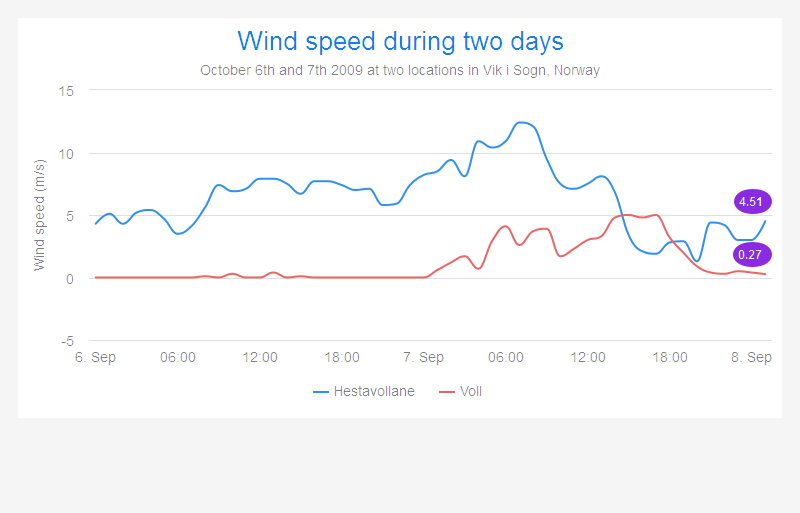 Wind speed during two days
October 6th and 7th 2009 at two locations in Vik i Sogn, Norway
Wind speed (m/s)
15
10
5
0
-5
4.51
0.27
6. Sep 06:00 12:00 18:00 7. Sep 06:00 12:00 18:00 8. Sep
Hestavollane Voll